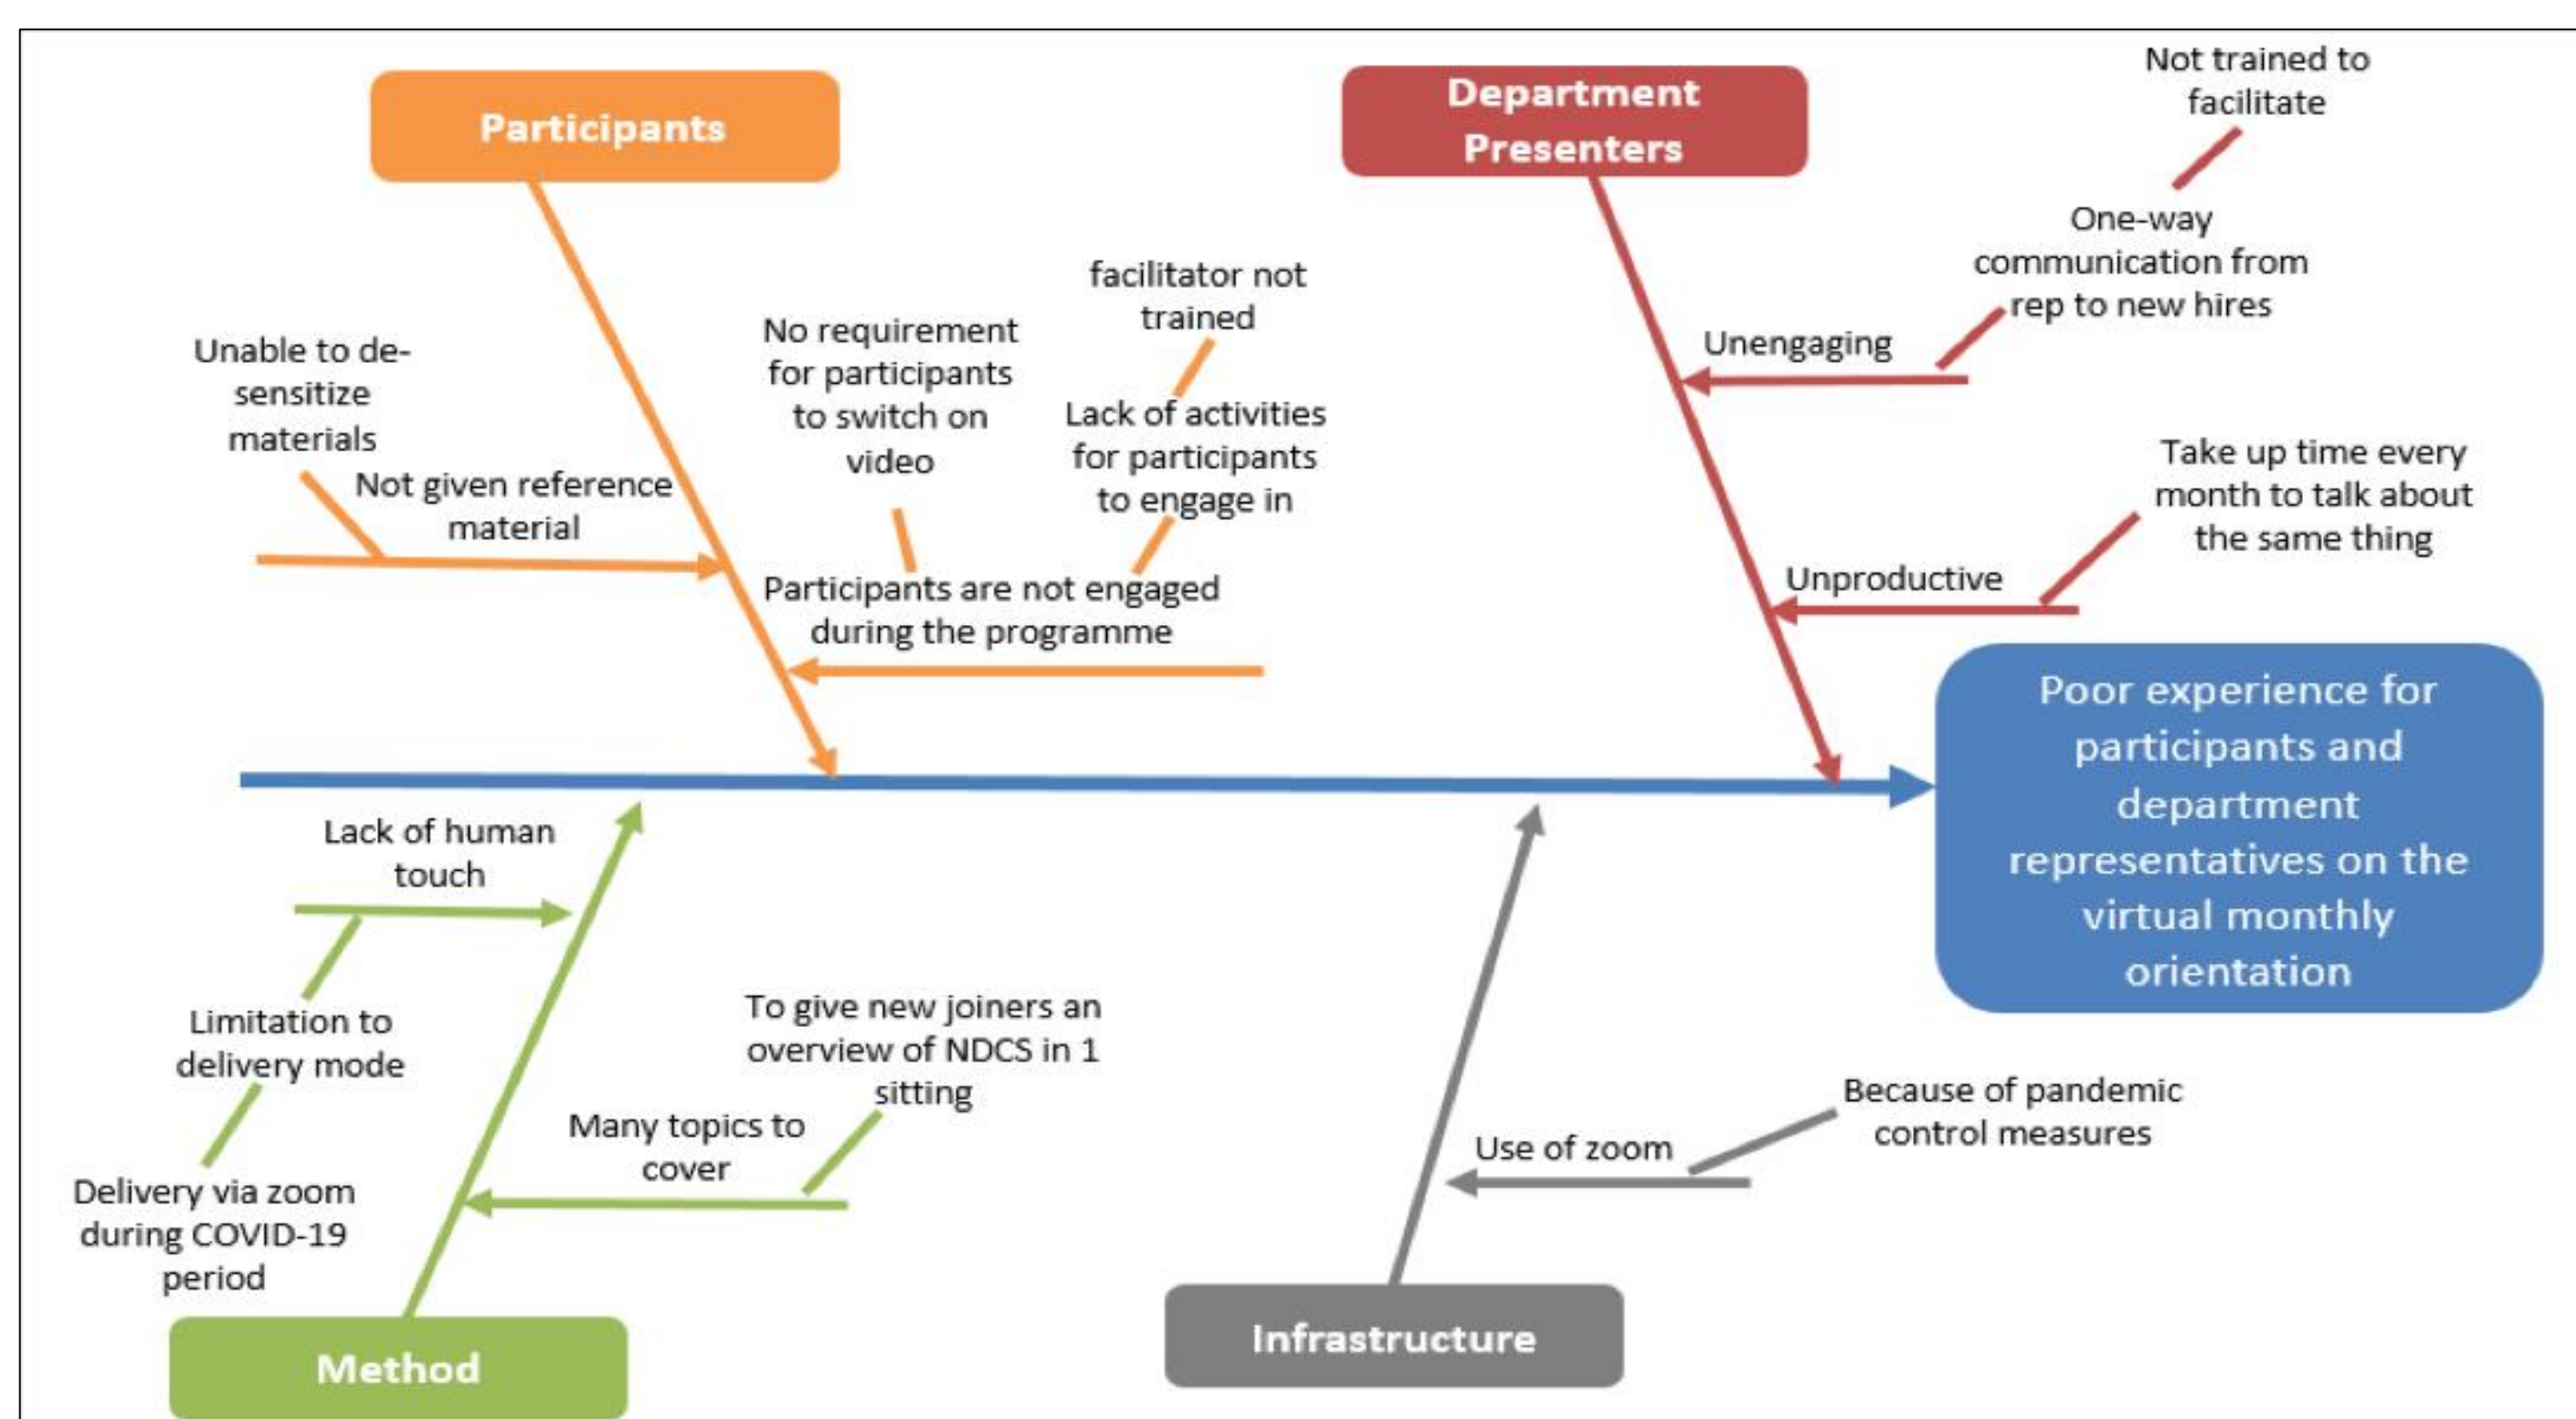 Participants
Department
Presenters
Not trained to
facilitate
One-way
communication from
rep to new hires
Unengaging
Take up time every
month to talk about
the same thing
Unproductive
facilitator not
trained
No requirement
for participants
to switch on
video
Lack of activities
for participants
to engage in
Participants are not engaged
during the programme
Unable to de-
sensitize
materials
Not given reference
material
Poor experience for
participants and
department
representatives on the
virtual monthly
orientation
Lack of human
touch
Limitation to
delivery mode
Delivery via zoom
during COVID-19
period
To give new joiners an
overview of NDCS in 1
sitting
Many topics to
cover
Method
Because of pandemic
control measures
Use of zoom
Infrastructure